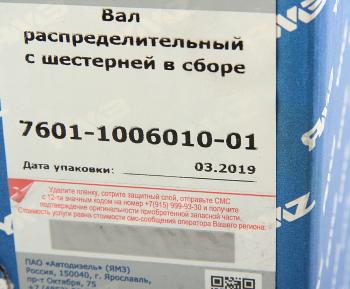 Вал
распределительный
с шестерней в сборе
7601-1006010-01
Дата упаковки: 03.2019
Удалите плёнку, сотрите защитный слой, отправьте СМС
с 12-ти значным кодом на номер +7(915) 999-93-30 и получите
подтверждение оригинальности приобретенной запасной части.
Стоимость услуги равна стоимости смс-сообщения оператора Вашего региона.
ПАО «Автодизель» (ЯМЗ)
Россия, 150040, г. Ярославль,
пр-т Октября, 75
ЯМЗ